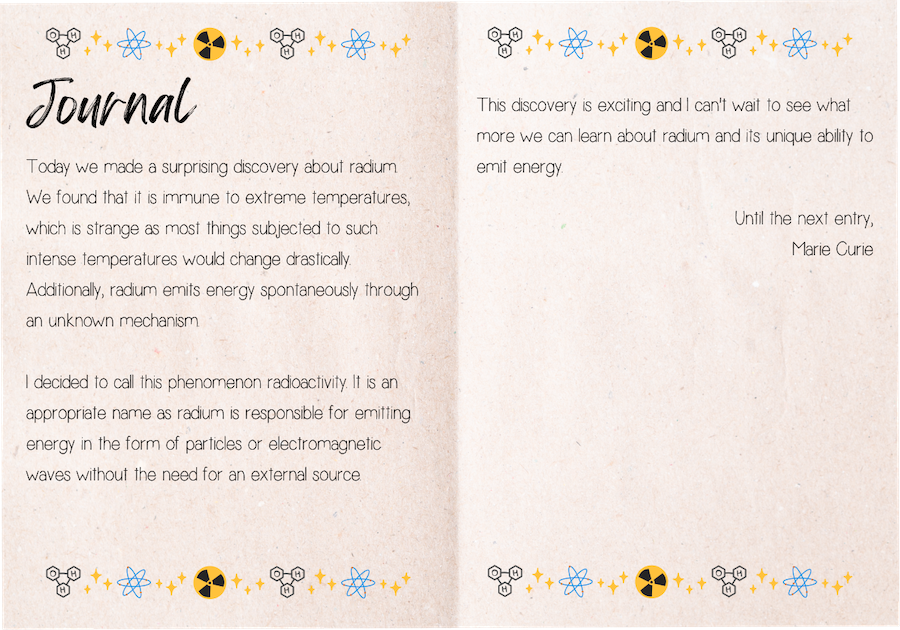 Journal
Today we made a surprising discovery about radium.
We found that it is immune to extreme temperatures,
which is strange as most things subjected to such
intense temperatures would change drastically.
Additionally, radium emits energy spontaneously through
an unknown mechanism.
I decided to call this phenomenon radioactivity. It is an
appropriate name as radium is responsible for emitting
energy in the form of particles or electromagnetic
waves without the need for an external source.
This discovery is exciting and I can't wait to see what
more we can learn about radium and its unique ability to
emit energy.
Until the next entry,
Marie Curie
O H H
O H H
O H H
O H H
O H H
O H H
O H H
O H H